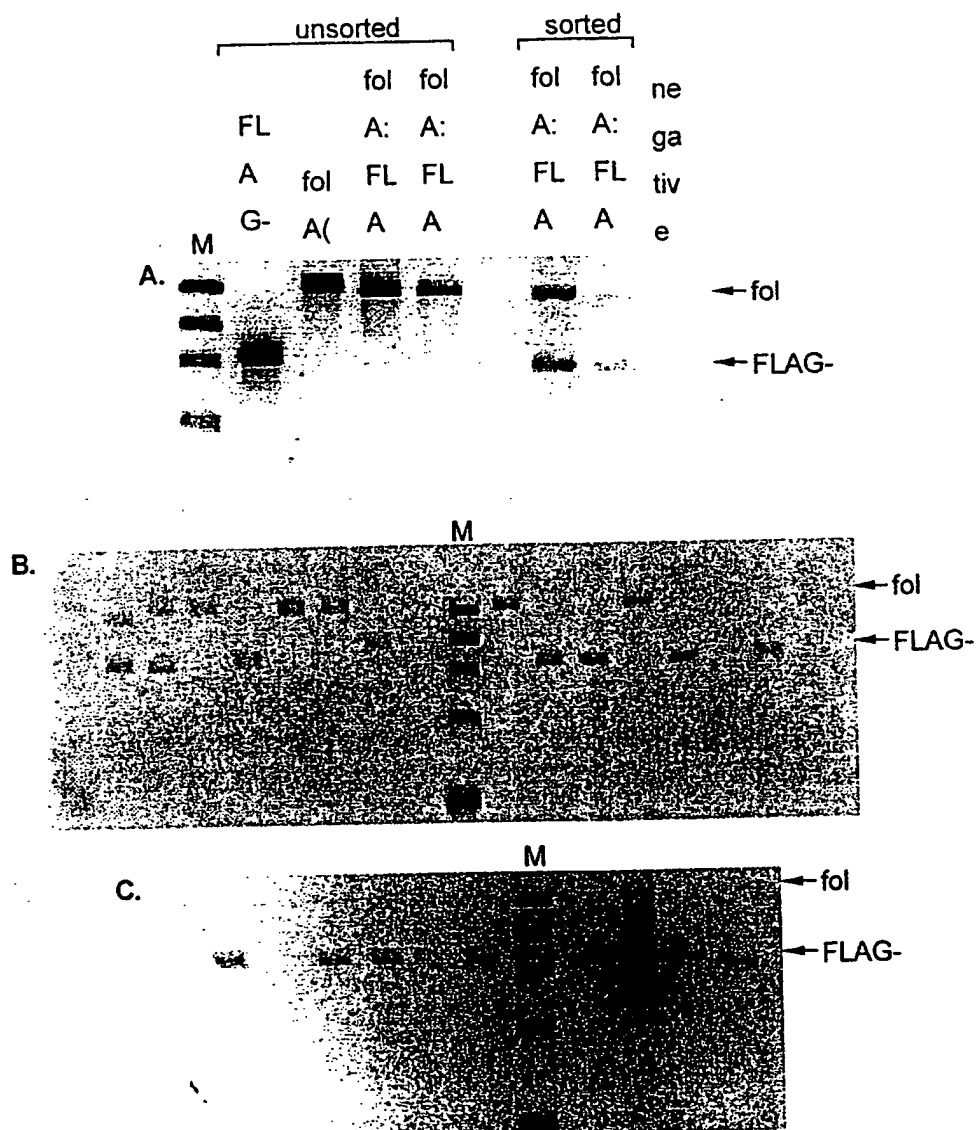 unsorted sorted
fol fol fol fol ne
FL A: A: A: A: ga
A fol FL FL FL FL tiv
G- A( A A A A e
M
A.
fol
FLAG-
M
B.
fol
FLAG-
M
C.
fol
FLAG-